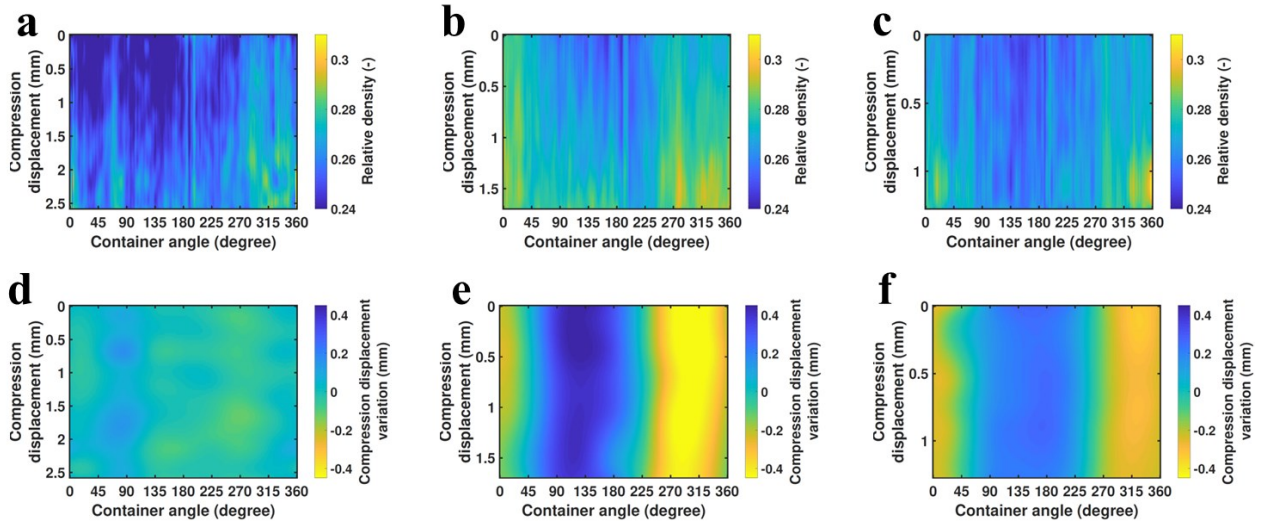 a
b
c
Compression
displacement (mm)
0
0.5
1
1.5
2
2.5
0 45 90 135 180 225 270 315 360
Container angle (degree)
0.3
0.28
0.26
0.24
Relative density (-)
0
0.5
1
1.5
Compression
displacement (mm)
0 45 90 135 180 225 270 315 360
Container angle (degree)
0.3
0.28
0.26
0.24
Relative density (-)
0
0.5
1
Compression
displacement (mm)
0 45 90 135 180 225 270 315 360
Container angle (degree)
0.3
0.28
0.26
0.24
Relative density (-)
d
e
f
Compression
displacement (mm)
0
0.5
1
1.5
2
2.5
0 45 90 135 180 225 270 315 360
Container angle (degree)
0.4
0.2
0
-0.2
-0.4
Compression displacement
variation (mm)
Compression
displacement (mm)
0
0.5
1
1.5
0 45 90 135 180 225 270 315 360
Container angle (degree)
0.4
0.2
0
-0.2
-0.4
Compression displacement
variation (mm)
Compression
displacement (mm)
0
0.5
1
0 45 90 135 180 225 270 315 360
Container angle (degree)
0.4
0.2
0
-0.2
-0.4
Compression displacement
variation (mm)